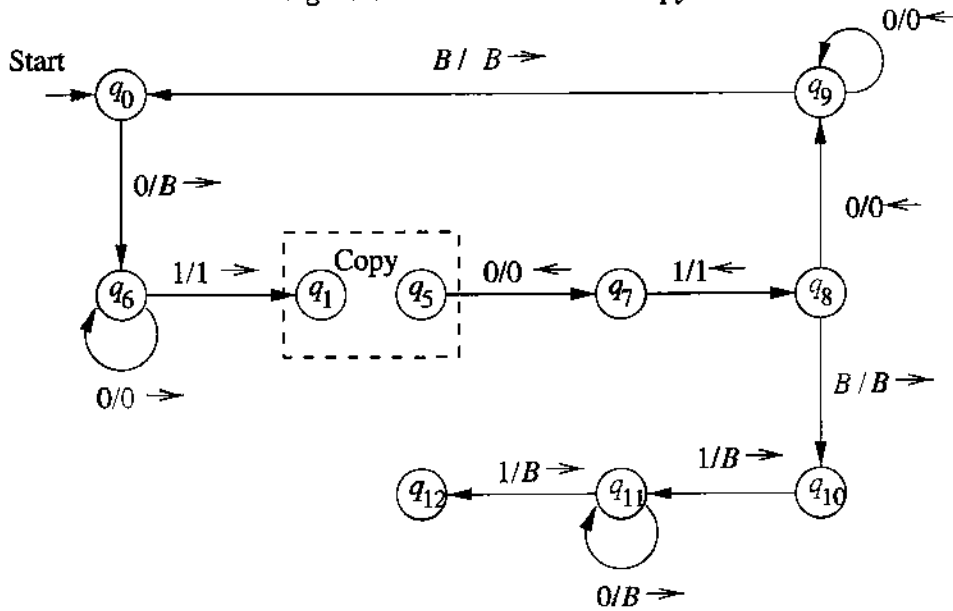 0/0 ←
Start
B / B →
q0
q9
0/B →
0/0 ←
1/1 →
Copy
0/0 ←
1/1 ←
q6
q1
q5
q7
q8
B / B →
0/0 →
1/B →
1/B →
q12
q11
q10
0/B →